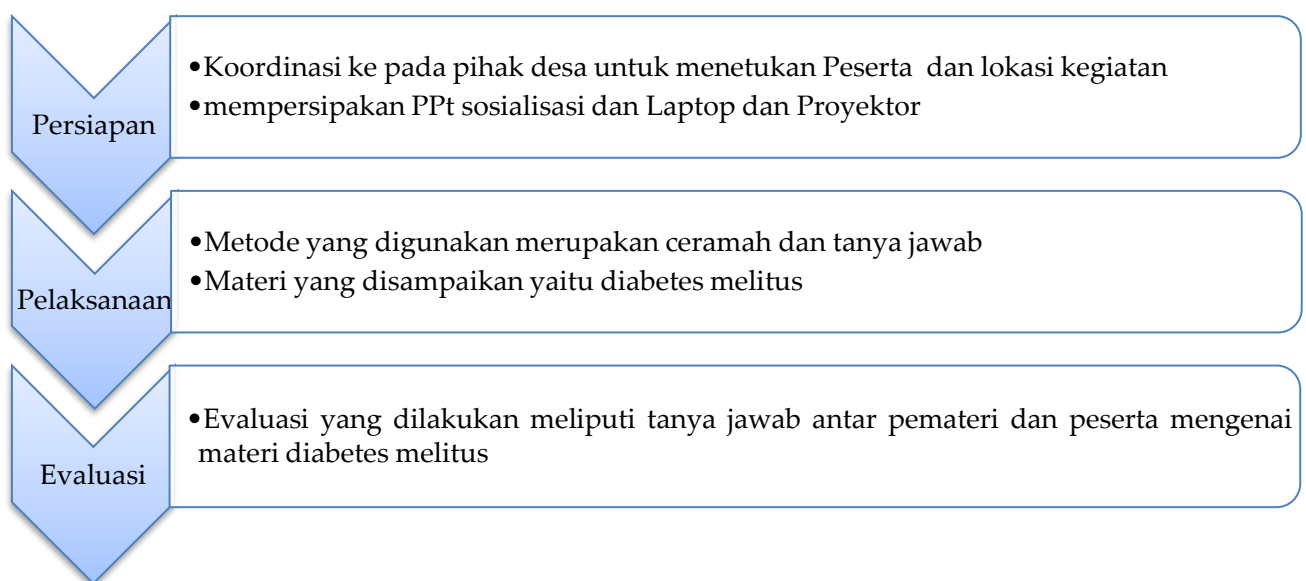 Persiapan
•Koordinasi ke pada pihak desa untuk menetukan Peserta dan lokasi kegiatan
•mempersipakan PPt sosialisasi dan Laptop dan Proyektor
Pelaksanaan
•Metode yang digunakan merupakan ceramah dan tanya jawab
•Materi yang disampaikan yaitu diabetes melitus
Evaluasi
•Evaluasi yang dilakukan meliputi tanya jawab antar pemateri dan peserta mengenai
materi diabetes melitus